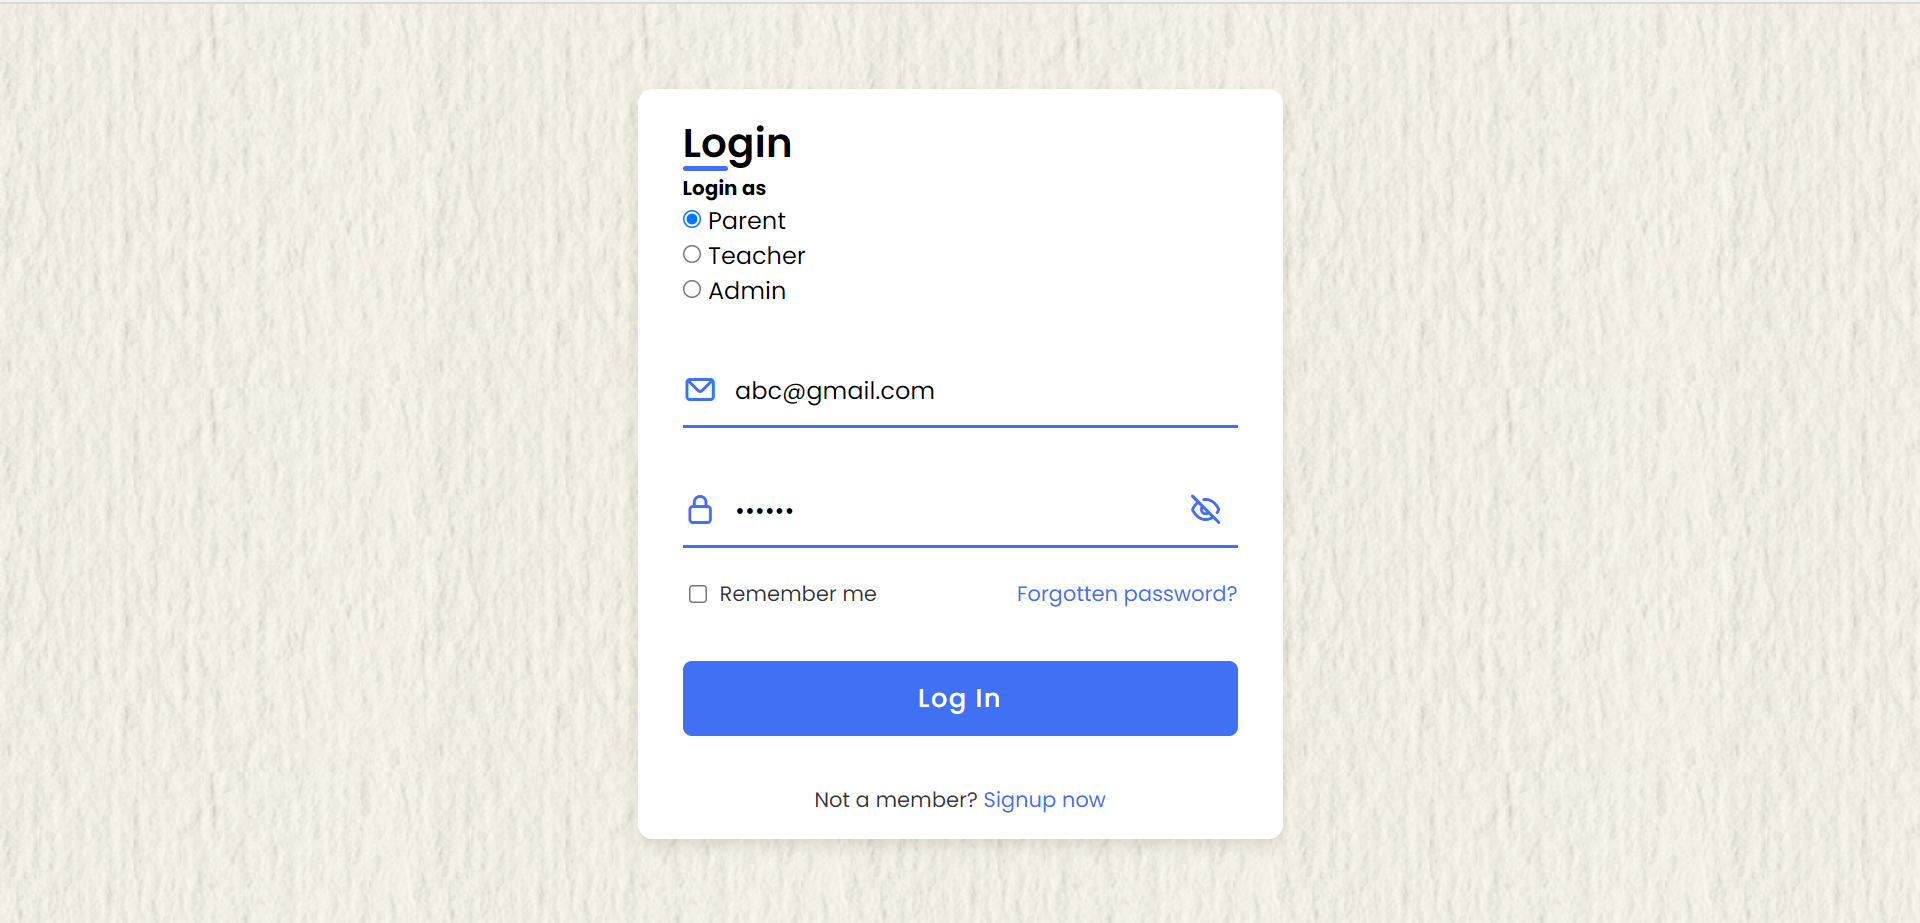 Login
Login as
Parent
Teacher
Admin
abc@gmail.com
••••••
Remember me Forgotten password?
Log In
Not a member? Signup now